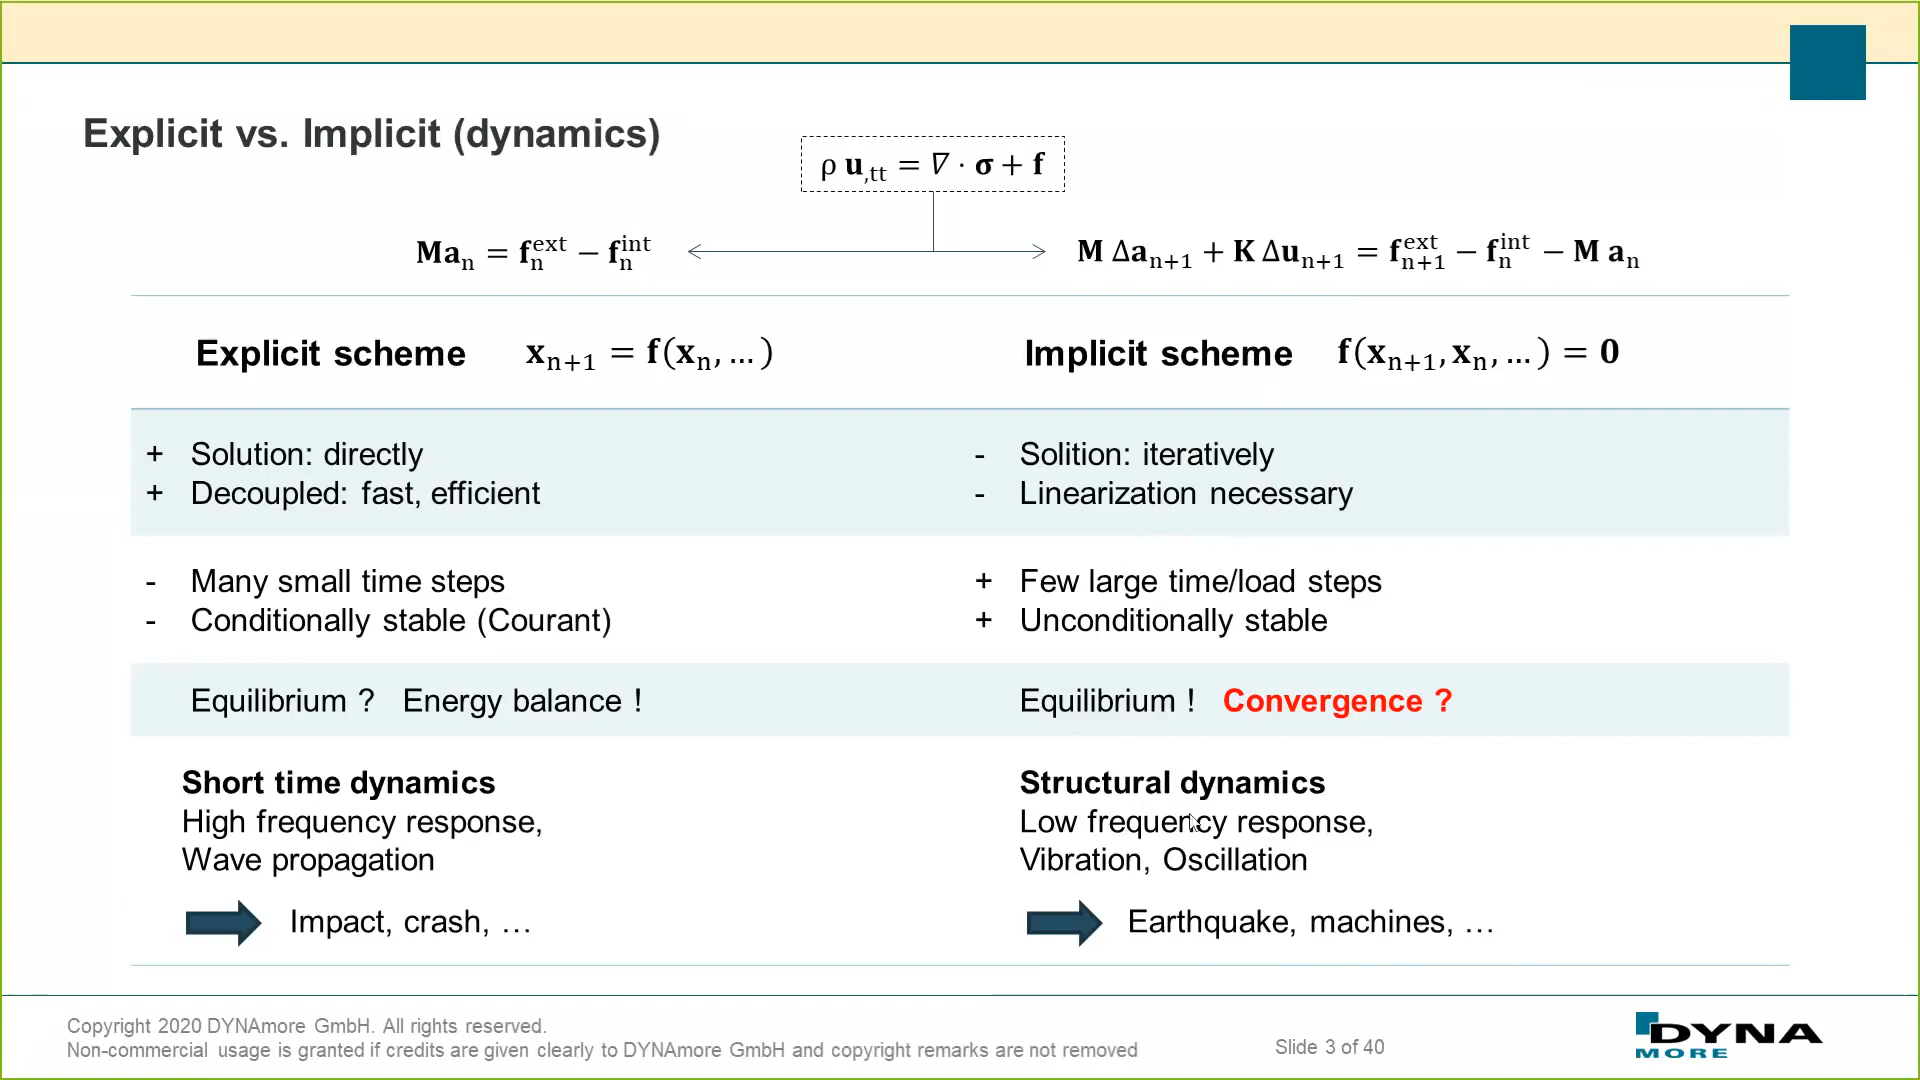 Explicit vs. Implicit (dynamics)
ρ u,tt = ∇ · σ + f
Ma_n = f_n^ext − f_n^int
M Δa_n+1 + K Δu_n+1 = f_n+1^ext − f_n^int − M a_n
Explicit scheme x_n+1 = f(x_n, … )
Implicit scheme f(x_n+1, x_n, … ) = 0
+ Solution: directly
+ Decoupled: fast, efficient
- Solition: iteratively
- Linearization necessary
- Many small time steps
- Conditionally stable (Courant)
+ Few large time/load steps
+ Unconditionally stable
Equilibrium ? Energy balance !
Equilibrium ! Convergence ?
Short time dynamics
High frequency response,
Wave propagation
Impact, crash, …
Structural dynamics
Low frequency response,
Vibration, Oscillation
Earthquake, machines, …
Copyright 2020 DYNAmore GmbH. All rights reserved.
Non-commercial usage is granted if credits are given clearly to DYNAmore GmbH and copyright remarks are not removed
Slide 3 of 40
DYNA
MORE